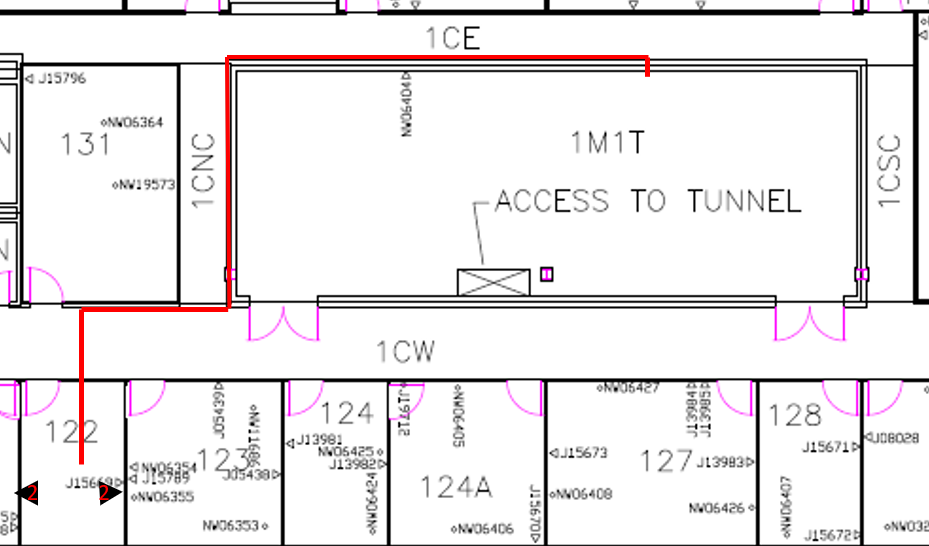 1CE
J15796
NW06364
131
NW19573
1CNC
NW06404
1M1T
1CSC
ACCESS TO TUNNEL
N
N
1CW
122
J15669
2
2
J05439
123
NW06354
J15789
NW06355
J05438
NW06353
124
J13981
NW06425
J13982
NW06424
J19712
NW06405
124A
NW06406
J15670
NW06427
J13984
J13985
J15673
127
J13983
NW06408
NW06426
128
J15671
NW06407
J15672
J08028
NW032